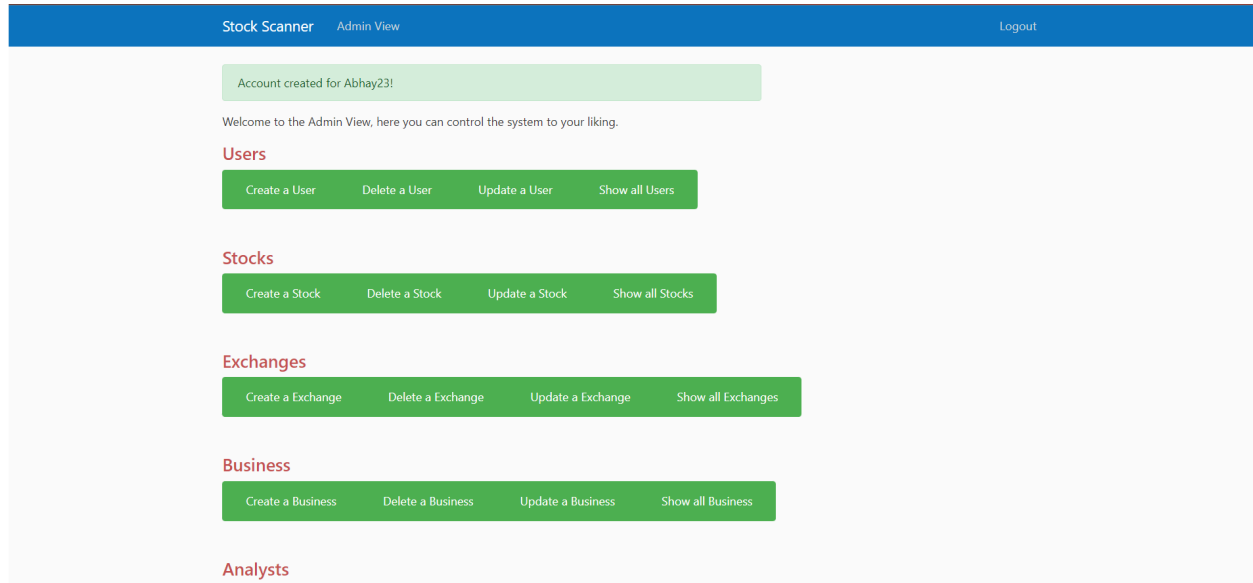 Stock Scanner Admin View Logout
Account created for Abhay23!
Welcome to the Admin View, here you can control the system to your liking.
Users
Create a User Delete a User Update a User Show all Users
Stocks
Create a Stock Delete a Stock Update a Stock Show all Stocks
Exchanges
Create a Exchange Delete a Exchange Update a Exchange Show all Exchanges
Business
Create a Business Delete a Business Update a Business Show all Business
Analysts